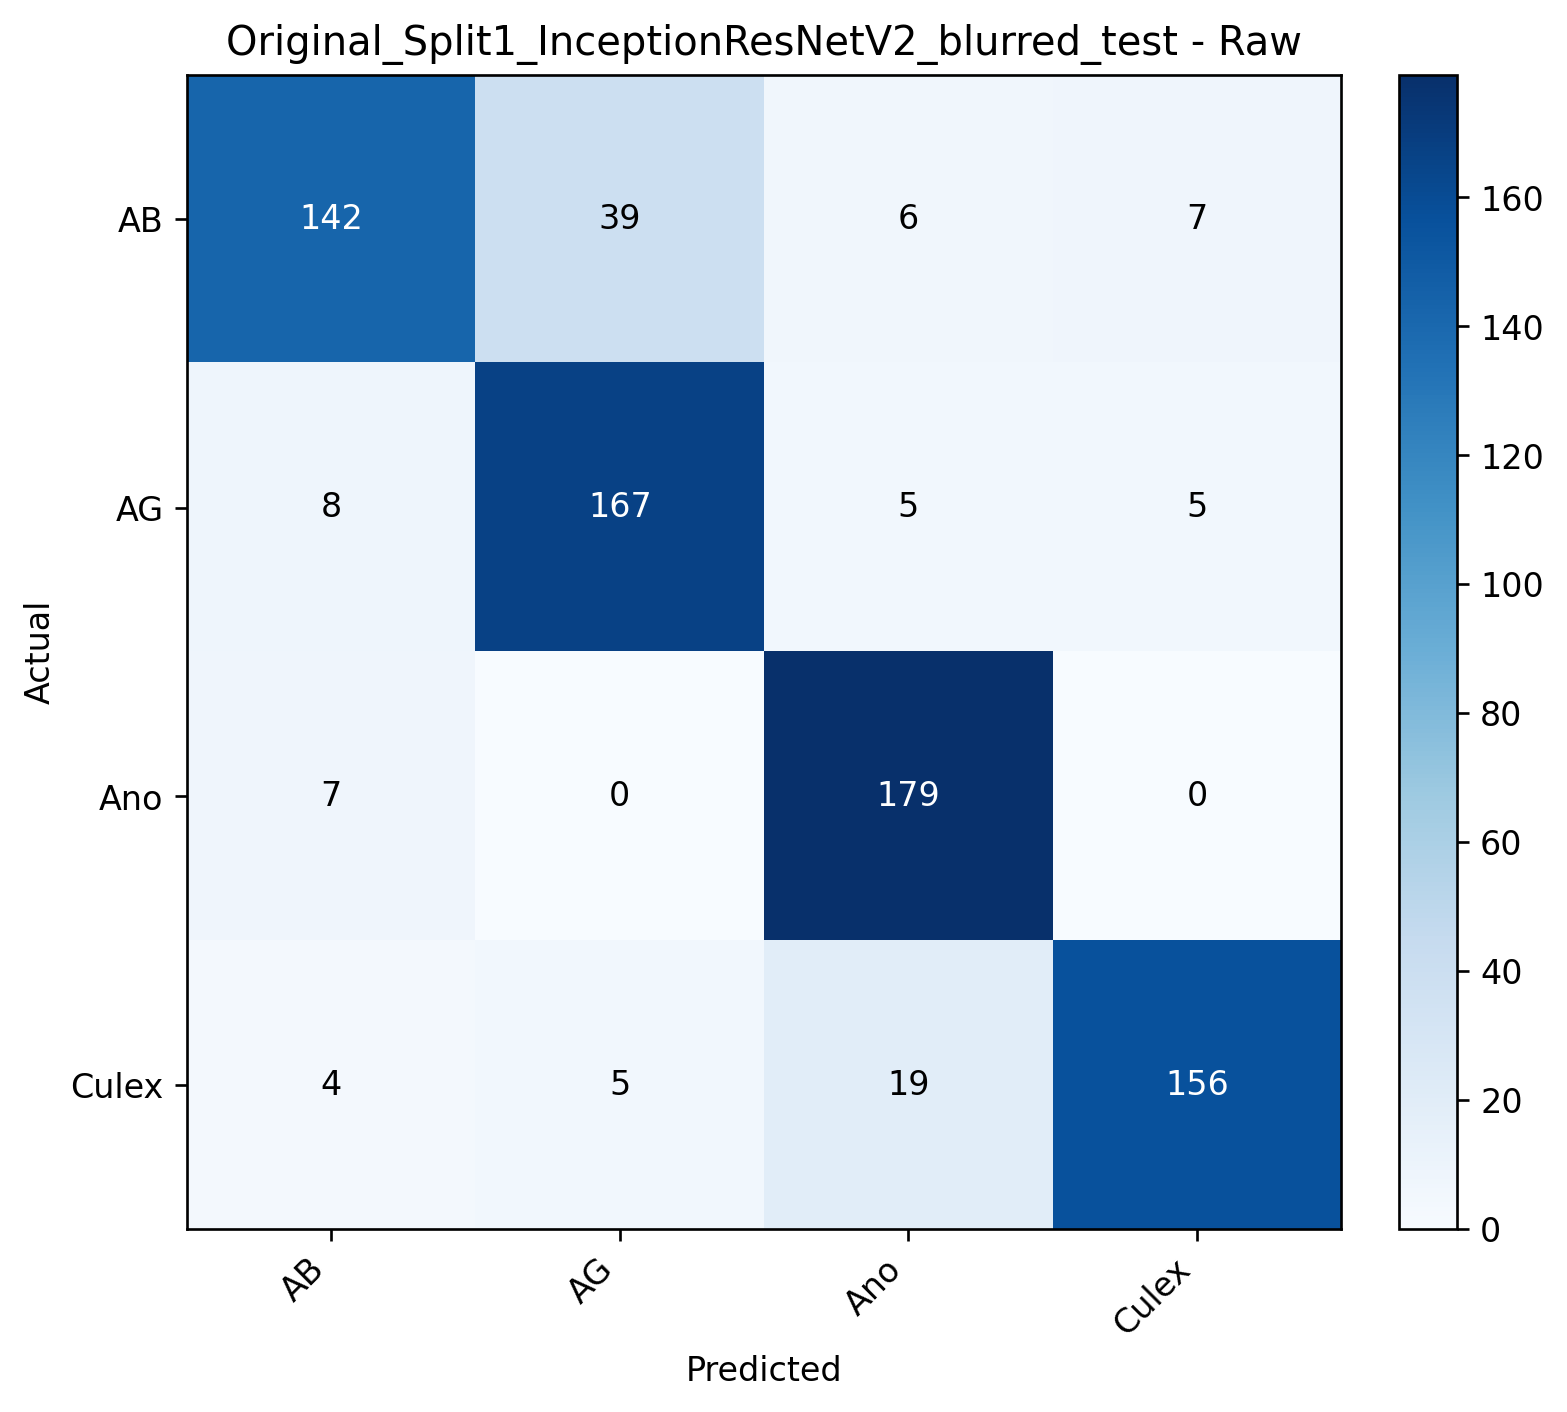 Original_Split1_InceptionResNetV2_blurred_test - Raw
AB 142 39 6 7
AG 8 167 5 5
Ano 7 0 179 0
Culex 4 5 19 156
AB AG Ano Culex
Predicted
Actual
160
140
120
100
80
60
40
20
0